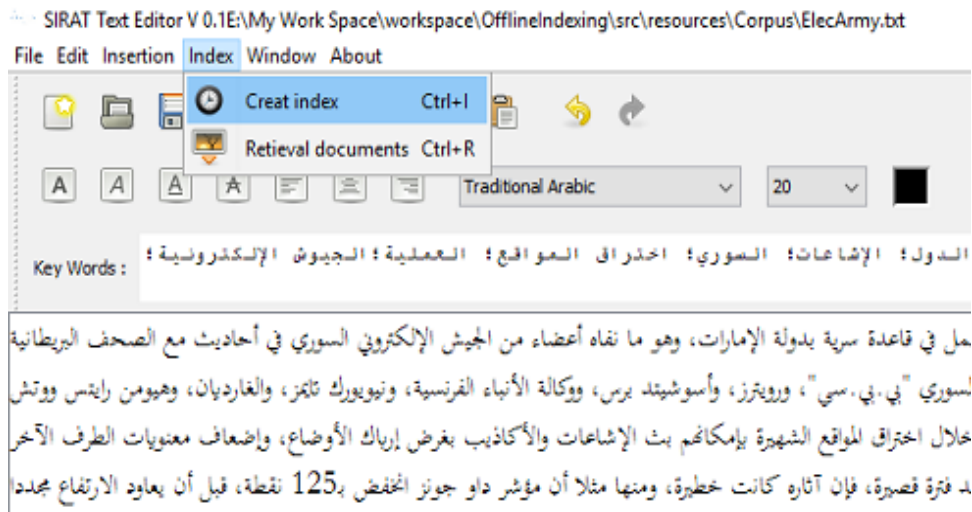 SIRAT Text Editor V 0.1E:\My Work Space\workspace\OfflineIndexing\src\resources\Corpus\ElecArmy.txt
File Edit Insertion Index Window About
Creat index Ctrl+I
Retieval documents Ctrl+R
A A A A Traditional Arabic 20
Key Words : الدول؛ الإشاعات؛ السوري؛ اختراق المواقع؛ العملية؛الجيوش الإلكترونية؛
مل في قاعدة سرية بدولة الإمارات، وهو ما نفاه أعضاء من الجيش الإلكتروني السوري في أحاديث مع الصحف البريطانية
لسوري "بي.بي.سي"، ورويترز، وأسوشيتد برس، ووكالة الأنباء الفرنسية، ونيويورك تايمز، والغارديان، وهيومن رايتس ووتش
خلال اختراق المواقع الشهيرة بإمكانهم بث الإشاعات والأكاذيب بغرض إرباك الأوضاع، وإضعاف معنويات الطرف الآخر
د فترة قصيرة، فإن آثاره كانت خطيرة، ومنها مثلا أن مؤشر داو جونز انخفض بـ125 نقطة، قبل أن يعاود الارتفاع مجددا